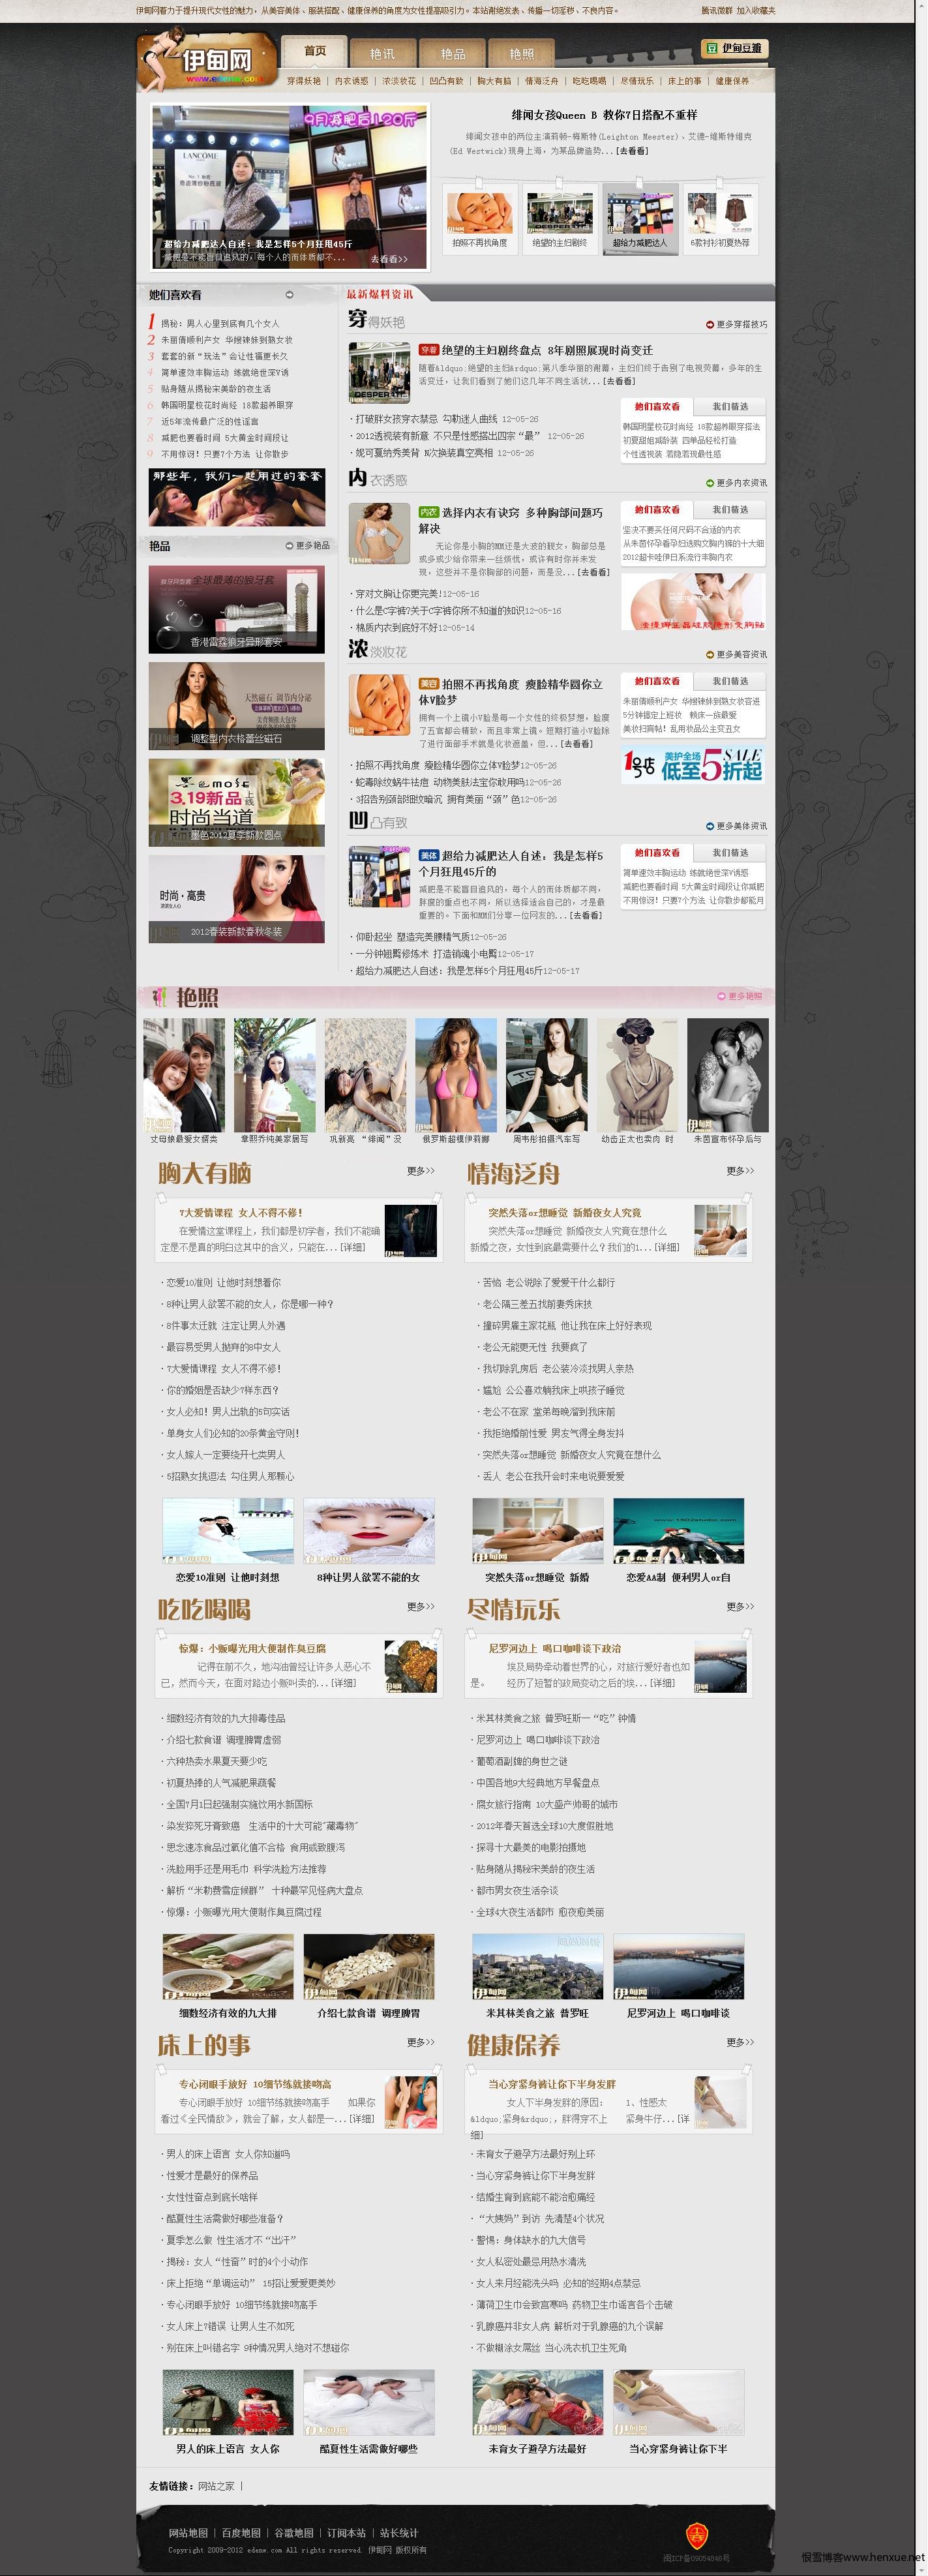 伊甸网着力于提升现代女性的魅力，从美容美体、服装搭配、健康保养的角度为女性提高吸引力。本站谢绝发表、传播一切淫秽、不良内容。
腾讯微群 加入收藏夹
伊甸网
首页 艳讯 艳品 艳照
伊甸豆瓣
穿得妖艳 | 内衣诱惑 | 浓淡妆花 | 凹凸有致 | 胸大有脑 | 情海泛舟 | 吃吃喝喝 | 尽情玩乐 | 床上的事 | 健康保养
绯闻女孩Queen B 教你7日搭配不重样
绯闻女孩中的两位主演莉顿-梅斯特(Leighton Meester)、艾德-维斯特维克
(Ed Westwick)现身上海，为某品牌造势...[去看看]
9月减肥后120斤
LANCOME
超给力减肥达人自述：我是怎样5个月狂甩45斤
减肥是不能盲目追风的，每个人的而体质都不...
去看看>>
拍照不再找角度
绝望的主妇剧终
超给力减肥达人
6款衬衫初夏热荐
她们喜欢看
1 揭秘：男人心里到底有几个女人
2 朱丽倩顺利产女 华嫂辣妹到熟女妆
3 套套的新“玩法”会让性福更长久
4 简单速效丰胸运动 练就绝世深V诱
5 贴身随从揭秘宋美龄的夜生活
6 韩国明星校花时尚经 18款超养眼穿
7 近5年流传最广泛的性谣言
8 减肥也要看时间 5大黄金时间段让
9 不用惊讶！只要7个方法 让你散步
那些年，我们一起用过的套套
艳品
更多艳品
香港雷霆狼牙异形套安
调整型内衣格蕾丝磁石
3.19新品上线
时尚当道
墨色2012夏季新款圆点
时尚·高贵
2012春装新款春秋冬装
最新爆料资讯
穿得妖艳
更多穿搭技巧
穿着 绝望的主妇剧终盘点 8年剧照展现时尚变迁
随着&ldquo;绝望的主妇&rdquo;第八季华丽的谢幕，主妇们终于告别了电视荧幕，多年的生
活变迁，让我们看到了她们这几年不同生活状...[去看看]
·打破胖女孩穿衣禁忌 勾勒迷人曲线 12-05-26
·2012透视装有新意 不只是性感搭出四宗“最” 12-05-26
·妮可夏纳秀美背 N次换装真空亮相 12-05-26
她们喜欢看 我们精选
韩国明星校花时尚经 18款超养眼穿搭法
初夏甜姐减龄装 四单品轻松打造
个性透视装 若隐若现最性感
内衣诱惑
更多内衣资讯
内衣 选择内衣有诀窍 多种胸部问题巧
解决
无论你是小胸的MM还是大波的靓女，胸部总是
或多或少给你带来一丝烦忧，或许有时你并未发
现，这些并不是你胸部的问题，而是没...[去看看]
·穿对文胸让你更完美!12-05-16
·什么是C字裤?关于C字裤你所不知道的知识12-05-16
·棉质内衣到底好不好12-05-14
她们喜欢看 我们精选
坚决不要买任何尺码不合适的内衣
从朱茵怀孕看孕妇选购文胸内裤的十大细
2012超卡哇伊日系流行丰胸内衣
浓淡妆花
更多美容资讯
美容 拍照不再找角度 瘦脸精华圆你立
体V脸梦
拥有一个上镜小V脸是每一个女性的终极梦想，脸廋
了五官都会精致，而且非常上镜。短期打造小V脸除
了进行面部手术就是化妆遮盖，但...[去看看]
·拍照不再找角度 瘦脸精华圆你立体V脸梦12-05-26
·蛇毒除纹蜗牛祛痘 动物美肤法宝你敢用吗12-05-26
·3招告别颈部细纹暗沉 拥有美丽“颈”色12-05-26
她们喜欢看 我们精选
朱丽倩顺利产女 华嫂辣妹到熟女妆容进
5分钟搞定上班妆 赖床一族最爱
美妆扫肩帖！乱用妆品公主变丑女
1号店 美护全场 SALE 低至5折起
凹凸有致
更多美体资讯
美体 超给力减肥达人自述：我是怎样5
个月狂甩45斤的
减肥是不能盲目追风的，每个人的而体质都不同，
胖廋的重点也不同，所以选择适合自己的，才是最
重要的。下面和MM们分享一位网友的...[去看看]
·仰卧起坐 塑造完美腰精气质12-05-26
·一分钟翘臀修炼术 打造销魂小电臀12-05-17
·超给力减肥达人自述：我是怎样5个月狂甩45斤12-05-17
她们喜欢看 我们精选
简单速效丰胸运动 练就绝世深V诱惑
减肥也要看时间 5大黄金时间段让你减肥
不用惊讶！只要7个方法 让你散步都能月
艳照
更多艳照
丈母娘最爱女婿类
章熙乔纯美家居写
巩新亮 “绯闻”没
俄罗斯超模伊莉娜
周韦彤拍摄汽车写
幼齿正太也卖肉 时
朱茵宣布怀孕后与
胸大有脑
更多>>
7大爱情课程 女人不得不修！
在爱情这堂课程上，我们都是初学者，我们不能确
定是不是真的明白这其中的含义，只能在...[详细]
·恋爱10准则 让他时刻想着你
·8种让男人欲罢不能的女人，你是哪一种？
·8件事太迁就 注定让男人外遇
·最容易受男人抛弃的8中女人
·7大爱情课程 女人不得不修！
·你的婚姻是否缺少7样东西？
·女人必知！男人出轨的5句实话
·单身女人们必知的20条黄金守则！
·女人嫁人一定要绕开七类男人
·5招熟女挑逗法 勾住男人那颗心
恋爱10准则 让他时刻想
8种让男人欲罢不能的女
情海泛舟
更多>>
突然失落or想睡觉 新婚夜女人究竟
突然失落or想睡觉 新婚夜女人究竟在想什么
新婚之夜，女性到底最需要什么？我们的1...[详细]
·苦恼 老公说除了爱爱干什么都行
·老公隔三差五找前妻秀床技
·撞碎男雇主家花瓶 他让我在床上好好表现
·老公无能更无性 我要疯了
·我切除乳房后 老公装冷淡找男人亲热
·尴尬 公公喜欢躺我床上哄孩子睡觉
·老公不在家 堂弟每晚溜到我床前
·我拒绝婚前性爱 男友气得全身发抖
·突然失落or想睡觉 新婚夜女人究竟在想什么
·丢人 老公在我开会时来电说要爱爱
突然失落or想睡觉 新婚
恋爱AA制 便利男人or自
吃吃喝喝
更多>>
惊爆：小贩曝光用大便制作臭豆腐
记得在前不久，地沟油曾经让许多人恶心不
已，然而今天，在面对路边小贩叫卖的...[详细]
·细数经济有效的九大排毒佳品
·介绍七款食谱 调理脾胃虚弱
·六种热卖水果夏天要少吃
·初夏热捧的人气减肥果蔬餐
·全国7月1日起强制实施饮用水新国标
·染发猝死牙膏致癌 生活中的十大可能"藏毒物"
·思念速冻食品过氧化值不合格 食用或致腹泻
·洗脸用手还是用毛巾 科学洗脸方法推荐
·解析“米勒费雪症候群” 十种最罕见怪病大盘点
·惊爆：小贩曝光用大便制作臭豆腐过程
细数经济有效的九大排
介绍七款食谱 调理脾胃
尽情玩乐
更多>>
尼罗河边上 喝口咖啡谈下政治
埃及局势牵动着世界的心，对旅行爱好者也如
是。 经历了短暂的政局变动之后的埃...[详细]
·米其林美食之旅 普罗旺斯一“吃”钟情
·尼罗河边上 喝口咖啡谈下政治
·葡萄酒副牌的身世之谜
·中国各地9大经典地方早餐盘点
·腐女旅行指南 10大盛产帅哥的城市
·2012年春天首选全球10大度假胜地
·探寻十大最美的电影拍摄地
·贴身随从揭秘宋美龄的夜生活
·都市男女夜生活杂谈
·全球4大夜生活都市 愈夜愈美丽
米其林美食之旅 普罗旺
尼罗河边上 喝口咖啡谈
床上的事
更多>>
专心闭眼手放好 10细节练就接吻高
专心闭眼手放好 10细节练就接吻高手 如果你
看过《全民情敌》，就会了解，女人都是一...[详细]
·男人的床上语言 女人你知道吗
·性爱才是最好的保养品
·女性性奋点到底长啥样
·酷夏性生活需做好哪些准备？
·夏季怎么做 性生活才不“出汗”
·揭秘：女人“性奋”时的4个小动作
·床上拒绝“单调运动” 15招让爱爱更美妙
·专心闭眼手放好 10细节练就接吻高手
·女人床上7错误 让男人生不如死
·别在床上叫错名字 9种情况男人绝对不想碰你
男人的床上语言 女人你
酷夏性生活需做好哪些
健康保养
更多>>
当心穿紧身裤让你下半身发胖
女人下半身发胖的原因： 1、性感太
&ldquo;紧身&rdquo;，胖得穿不上 紧身牛仔...[详
细]
·未育女子避孕方法最好别上环
·当心穿紧身裤让你下半身发胖
·结婚生育到底能不能治愈痛经
·“大姨妈”到访 先清楚4个状况
·警惕：身体缺水的九大信号
·女人私密处最忌用热水清洗
·女人来月经能洗头吗 必知的经期4点禁忌
·薄荷卫生巾会致宫寒吗 药物卫生巾谣言各个击破
·乳腺癌并非女人病 解析对于乳腺癌的九个误解
·不做糊涂女屌丝 当心洗衣机卫生死角
未育女子避孕方法最好
当心穿紧身裤让你下半
友情链接：网站之家 |
网站地图 | 百度地图 | 谷歌地图 | 订阅本站 | 站长统计
Copyright 2009-2012 edenw.com All rights reserved. 伊甸网 版权所有
闽ICP备09054846号
恨雪博客www.henxue.net